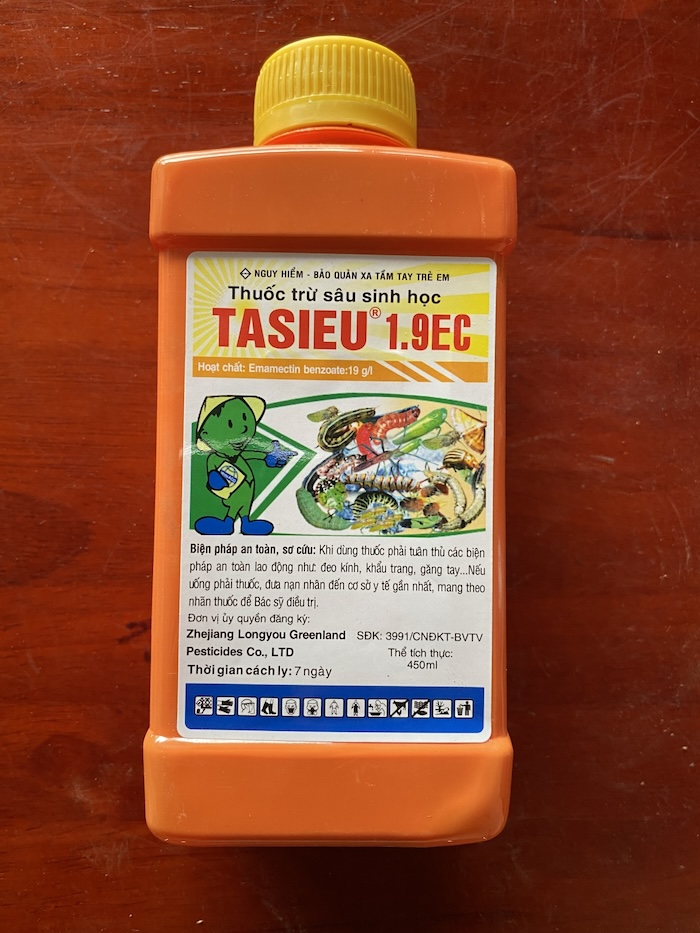 NGUY HIỂM - BẢO QUẢN XA TẦM TAY TRẺ EM
Thuốc trừ sâu sinh học
TASIEU® 1.9EC
Hoạt chất: Emamectin benzoate:19 g/l
Biện pháp an toàn, sơ cứu: Khi dùng thuốc phải tuân thủ các biện
pháp an toàn lao động như: đeo kính, khẩu trang, găng tay...Nếu
uống phải thuốc, đưa nạn nhân đến cơ sở y tế gần nhất, mang theo
nhãn thuốc để Bác sỹ điều trị.
Đơn vị ủy quyền đăng ký:
Zhejiang Longyou Greenland
Pesticides Co., LTD
SĐK: 3991/CNĐKT-BVTV
Thể tích thực:
450ml
Thời gian cách ly: 7 ngày